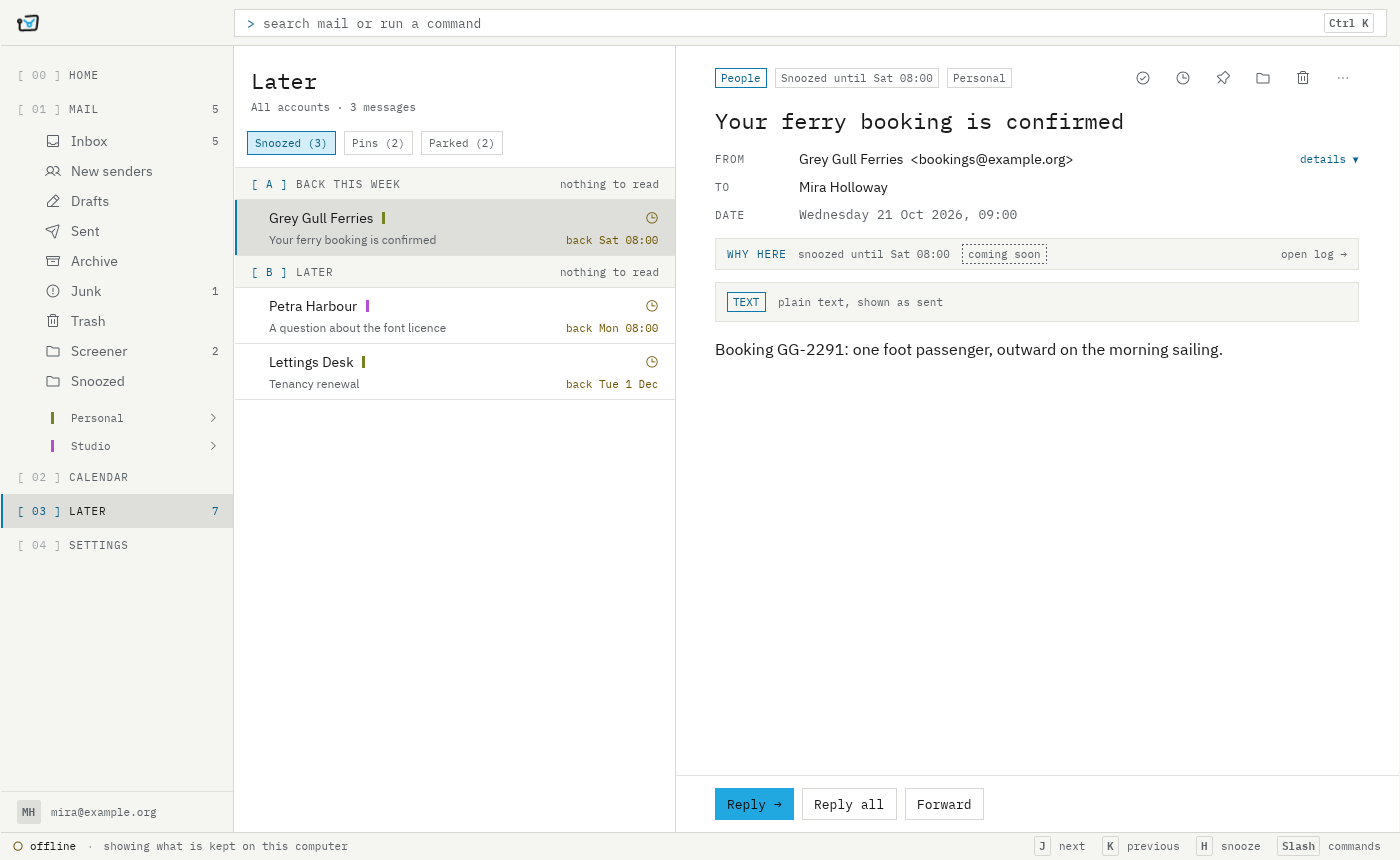 > search mail or run a command
Ctrl K
[ 00 ] HOME
[ 01 ] MAIL 5
Inbox 5
New senders
Drafts
Sent
Archive
Junk 1
Trash
Screener 2
Snoozed
Personal
Studio
[ 02 ] CALENDAR
[ 03 ] LATER 7
[ 04 ] SETTINGS
MH mira@example.org
Later
All accounts · 3 messages
Snoozed (3) Pins (2) Parked (2)
[ A ] BACK THIS WEEK nothing to read
Grey Gull Ferries
Your ferry booking is confirmed back Sat 08:00
[ B ] LATER nothing to read
Petra Harbour
A question about the font licence back Mon 08:00
Lettings Desk
Tenancy renewal back Tue 1 Dec
People Snoozed until Sat 08:00 Personal
Your ferry booking is confirmed
FROM Grey Gull Ferries <bookings@example.org> details ▾
TO Mira Holloway
DATE Wednesday 21 Oct 2026, 09:00
WHY HERE snoozed until Sat 08:00 coming soon open log →
TEXT plain text, shown as sent
Booking GG-2291: one foot passenger, outward on the morning sailing.
Reply → Reply all Forward
offline · showing what is kept on this computer
J next K previous H snooze Slash commands